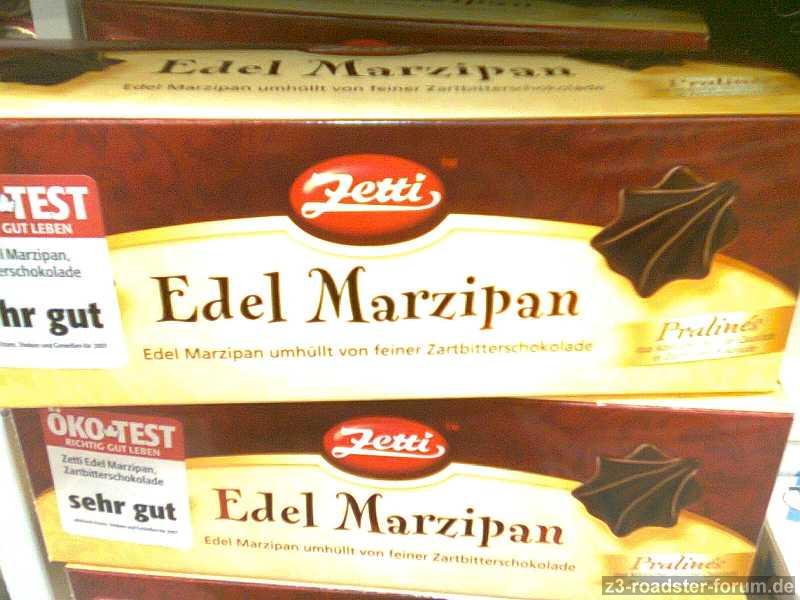 Edel Marzipan
Edel Marzipan umhüllt von feiner Zartbitterschokolade
Pralinés
Zetti
TEST
GUT LEBEN
Marzipan,
erschokolade
hr gut
Edel Marzipan
Edel Marzipan umhüllt von feiner Zartbitterschokolade
Pralinés
ÖKO-TEST
RICHTIG GUT LEBEN
Zetti Edel Marzipan,
Zartbitterschokolade
sehr gut
Zetti
Edel Marzipan
Edel Marzipan umhüllt von feiner Zartbitterschokolade
Pralinés
z3-roadster-forum.de